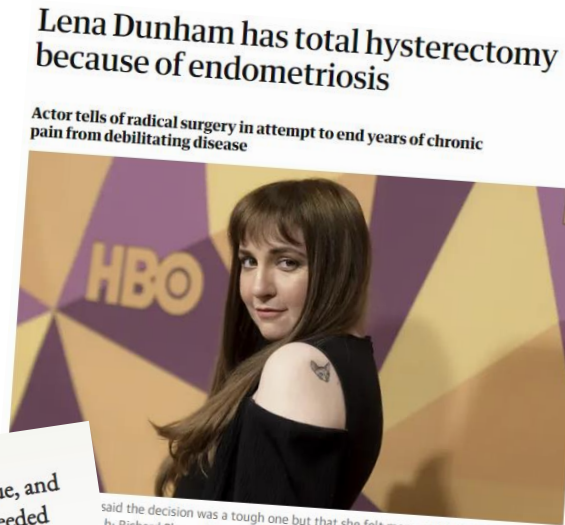 Lena Dunham has total hysterectomy
because of endometriosis
Actor tells of radical surgery in attempt to end years of chronic
pain from debilitating disease
HBO
and
said the decision was a tough one but that she felt